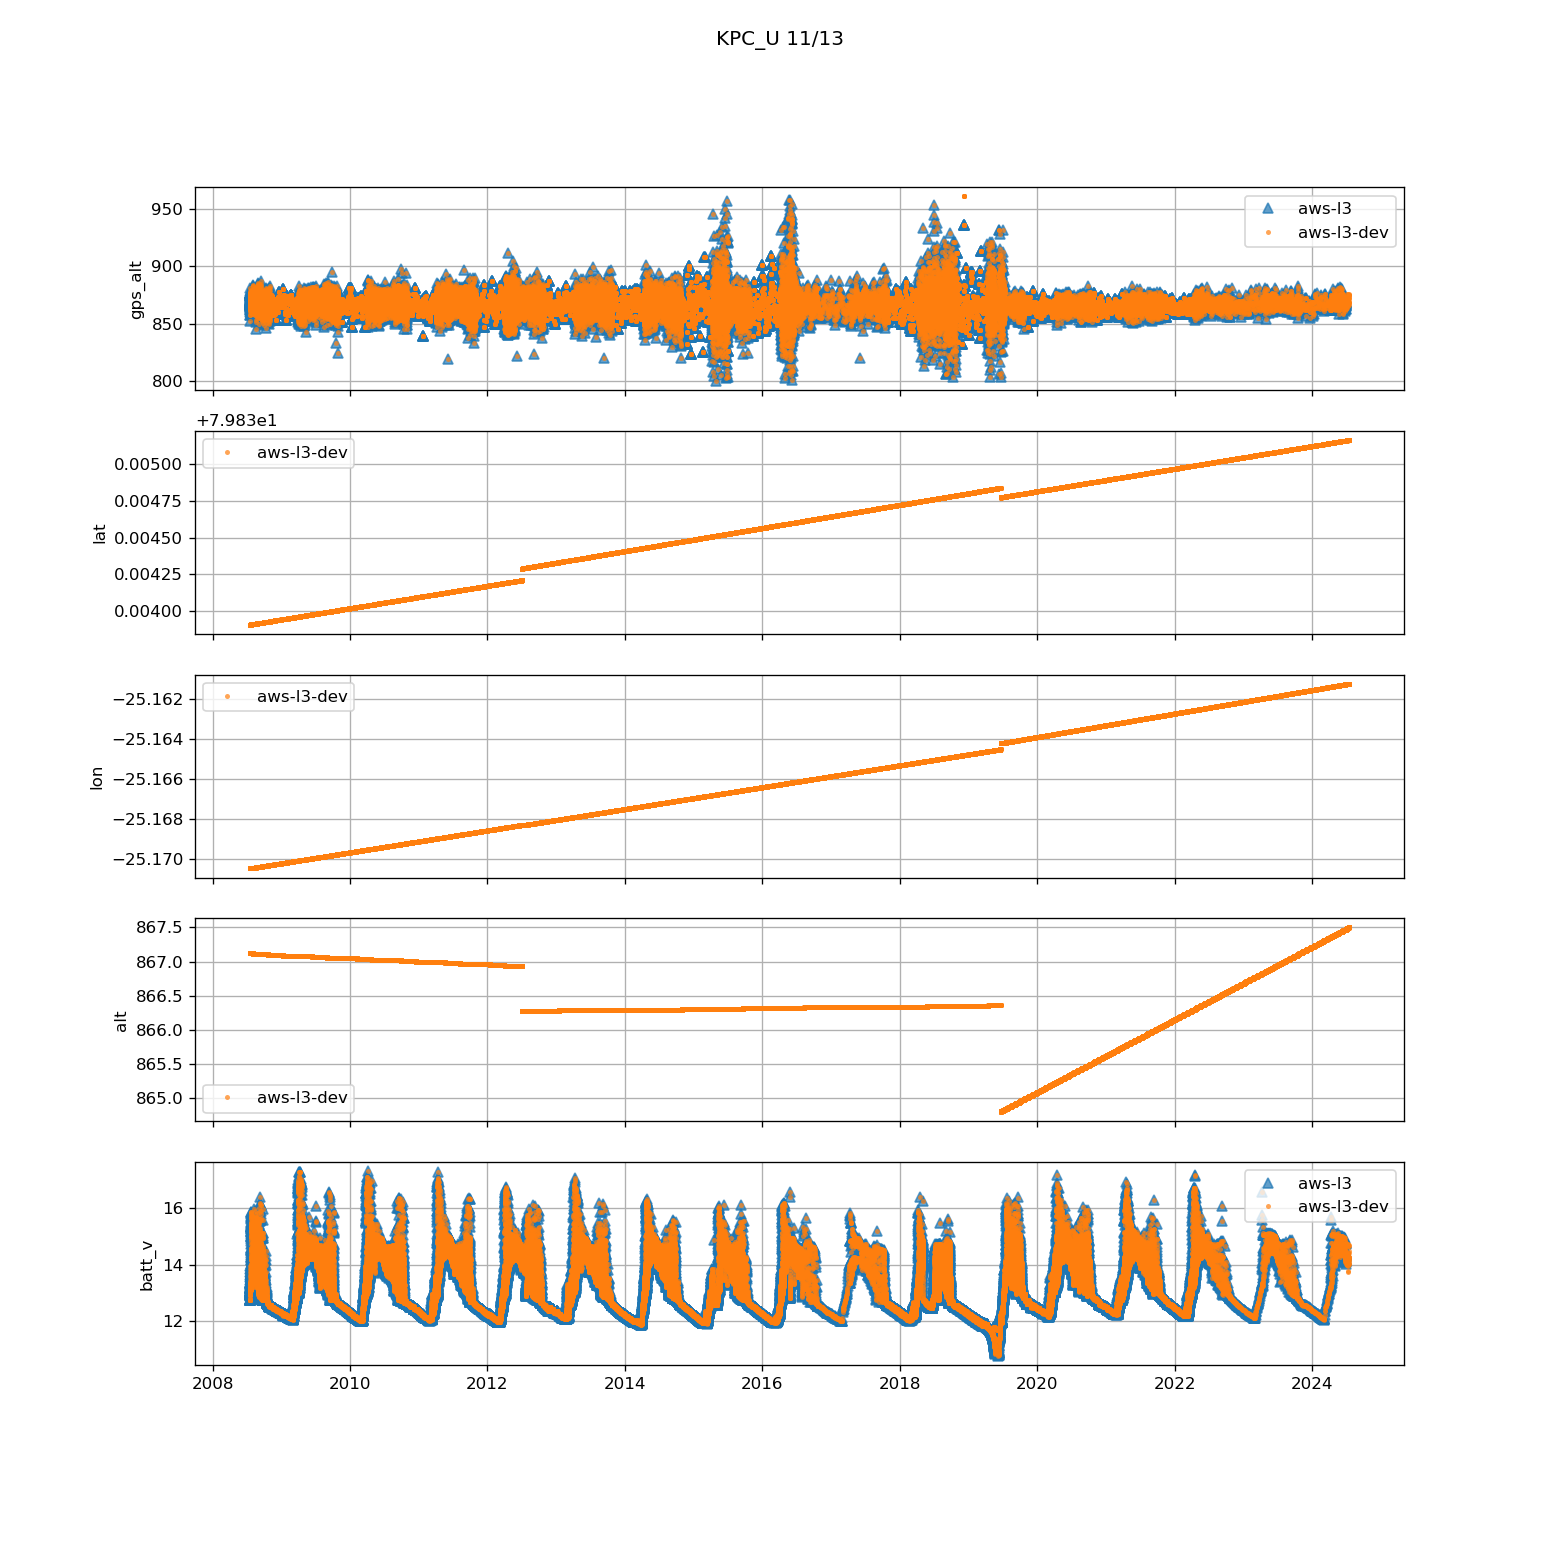 KPC_U 11/13
950
900
850
800
gps_alt
aws-l3
aws-l3-dev
+7.983e1
0.00500
0.00475
0.00450
0.00425
0.00400
lat
aws-l3-dev
−25.162
−25.164
−25.166
−25.168
−25.170
lon
aws-l3-dev
867.5
867.0
866.5
866.0
865.5
865.0
alt
aws-l3-dev
16
14
12
batt_v
aws-l3
aws-l3-dev
2008 2010 2012 2014 2016 2018 2020 2022 2024